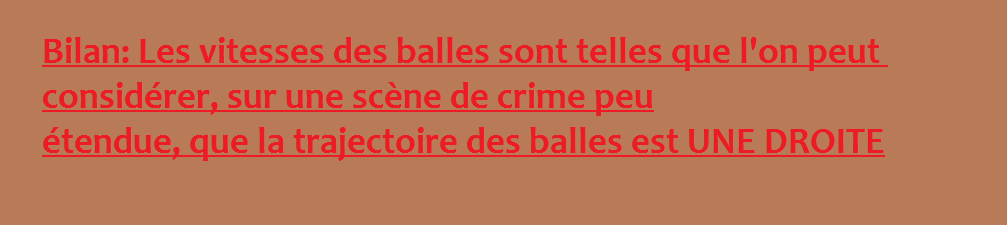 Bilan: Les vitesses des balles sont telles que l'on peut
considérer, sur une scène de crime peu
étendue, que la trajectoire des balles est UNE DROITE